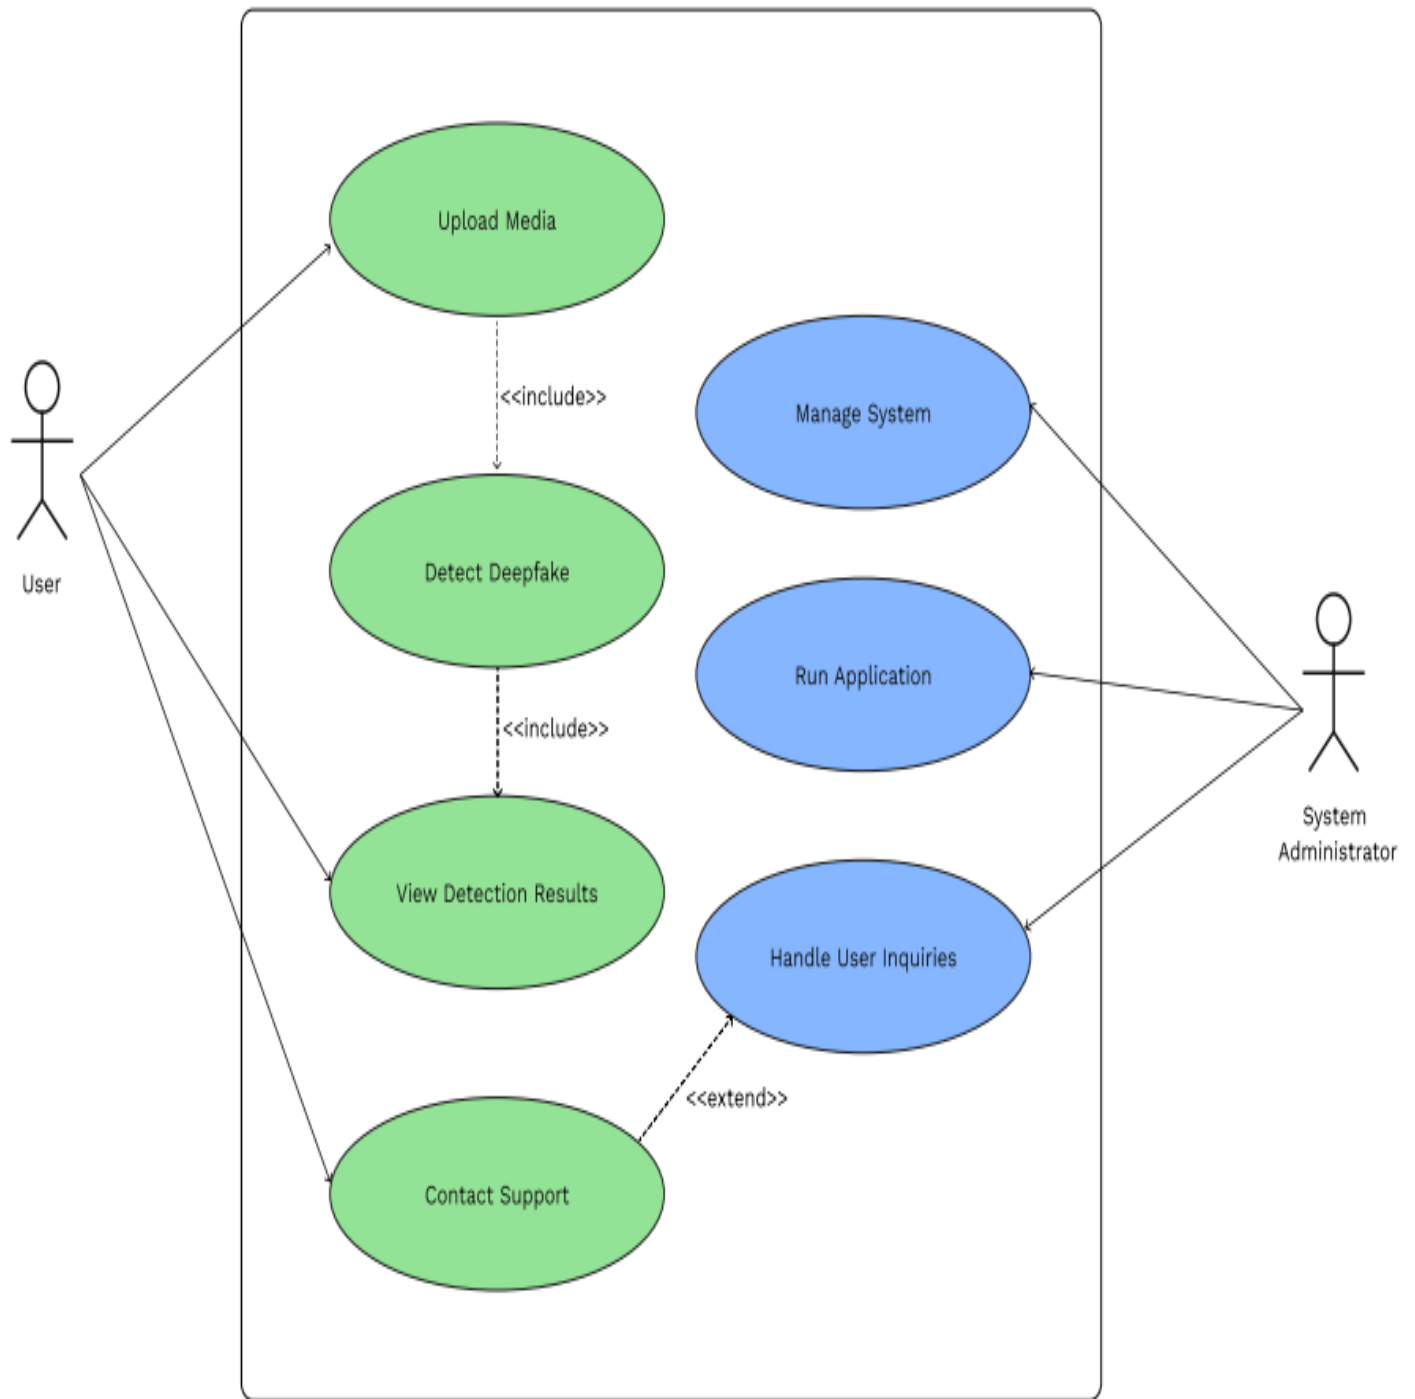 Upload Media
<<include>>
Manage System
Detect Deepfake
User
Run Application
<<include>>
System
Administrator
View Detection Results
Handle User Inquiries
<<extend>>
Contact Support